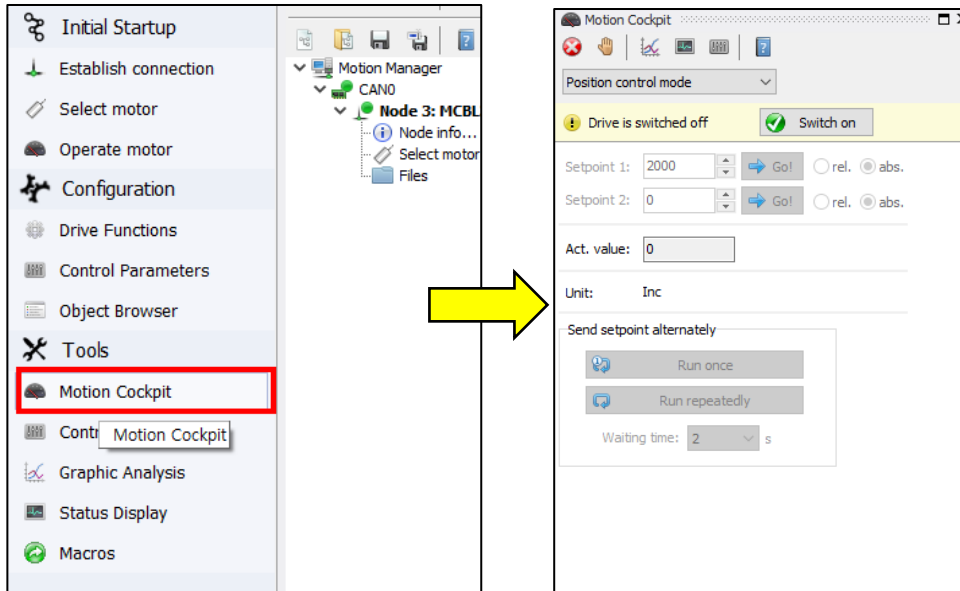 Initial Startup
Establish connection
Select motor
Operate motor
Configuration
Drive Functions
Control Parameters
Object Browser
Tools
Motion Cockpit
Contr
Motion Cockpit
Graphic Analysis
Status Display
Macros
Motion Manager
CAN0
Node 3: MCBL
Node info...
Select motor
Files
Motion Cockpit
Position control mode
Drive is switched off Switch on
Setpoint 1: 2000 Go! rel. abs.
Setpoint 2: 0 Go! rel. abs.
Act. value: 0
Unit: Inc
Send setpoint alternately
Run once
Run repeatedly
Waiting time: 2 s